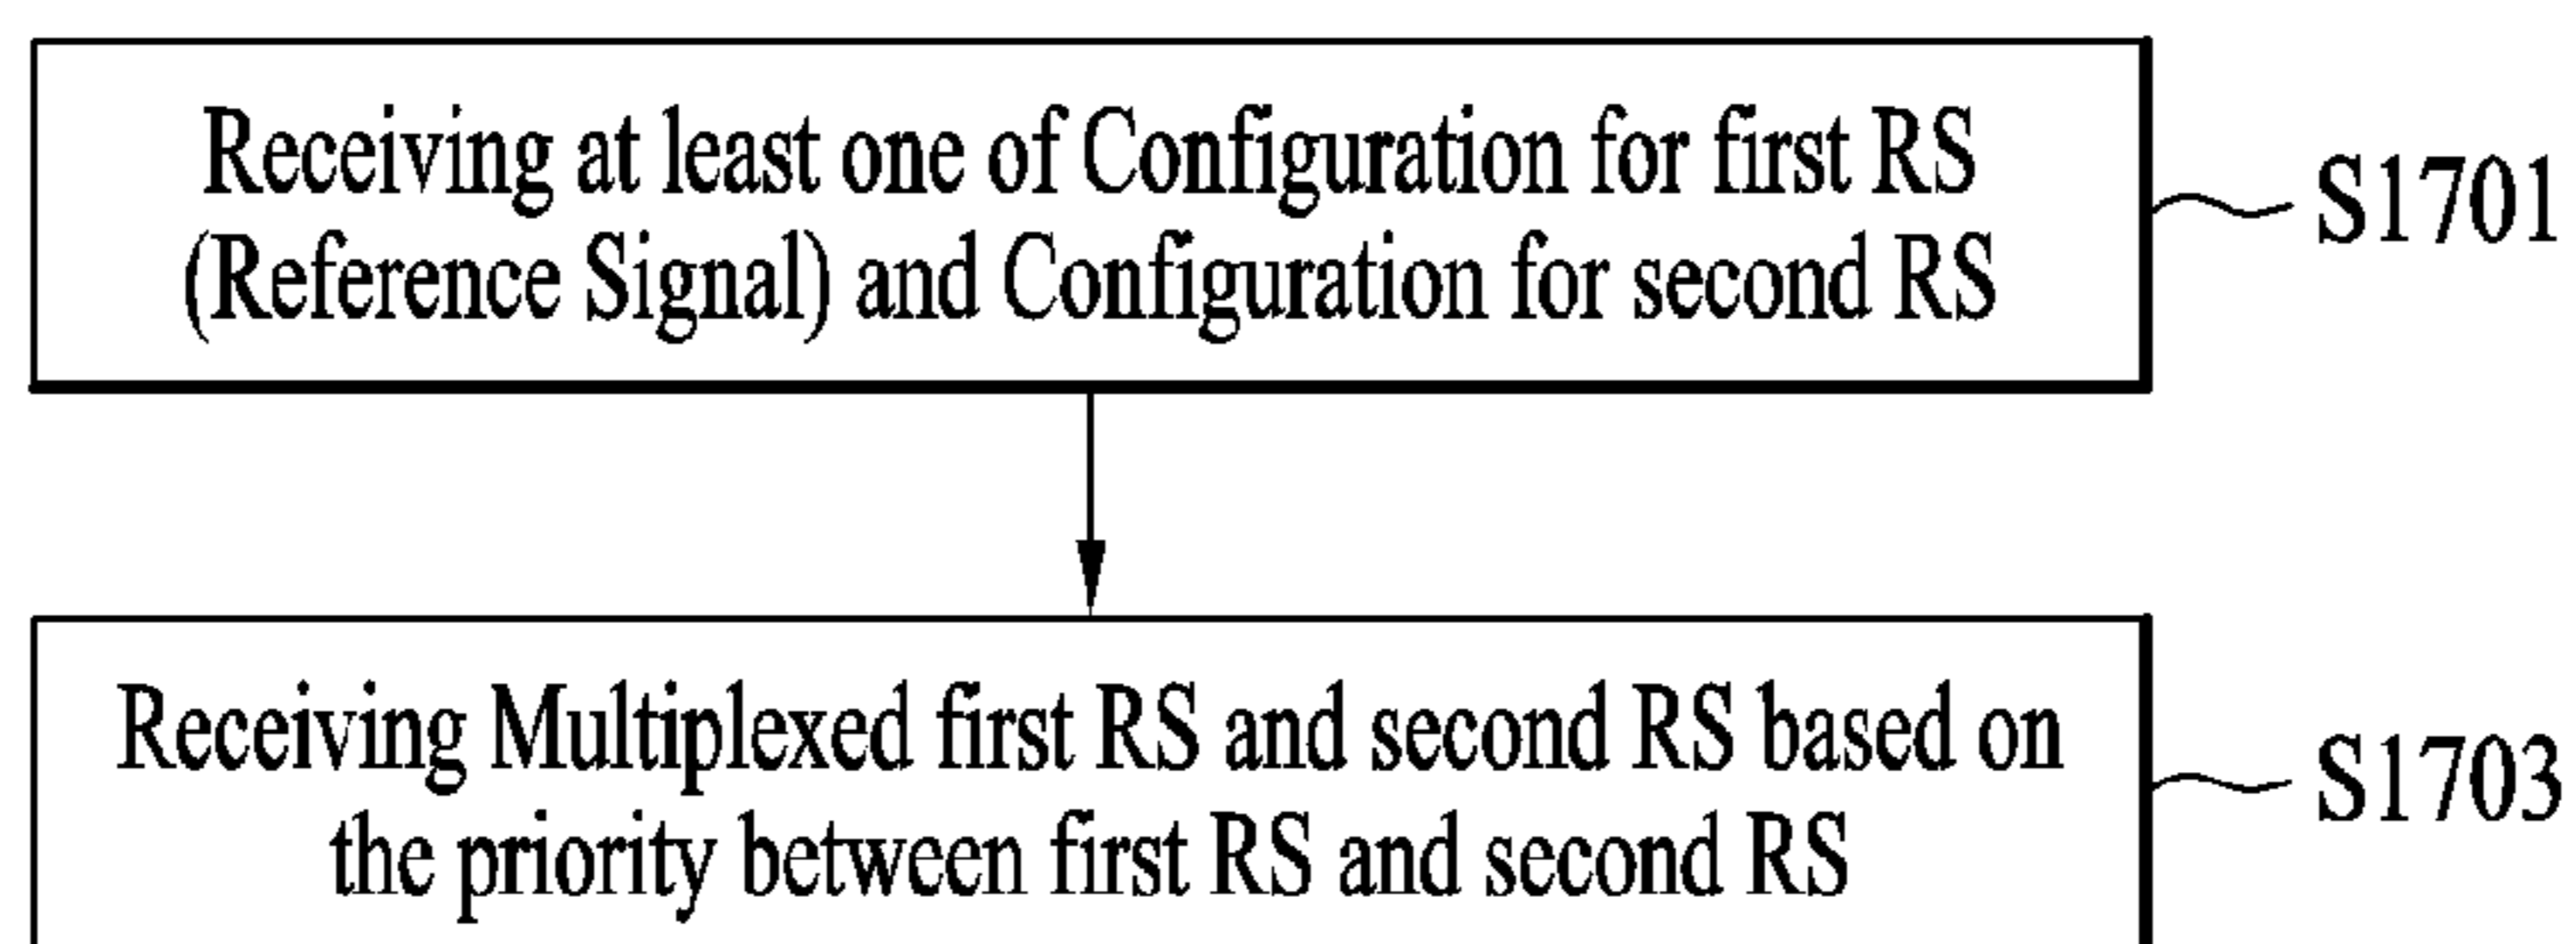 Receiving at least one of Configuration for first RS
(Reference Signal) and Configuration for second RS
S1701
Receiving Multiplexed first RS and second RS based on
the priority between first RS and second RS
S1703